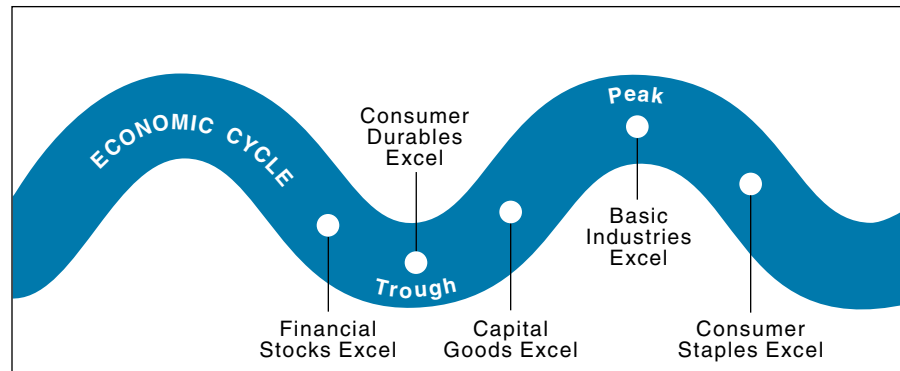 ECONOMIC CYCLE
Consumer
Durables
Excel
Peak
Trough
Financial
Stocks Excel
Capital
Goods Excel
Basic
Industries
Excel
Consumer
Staples Excel